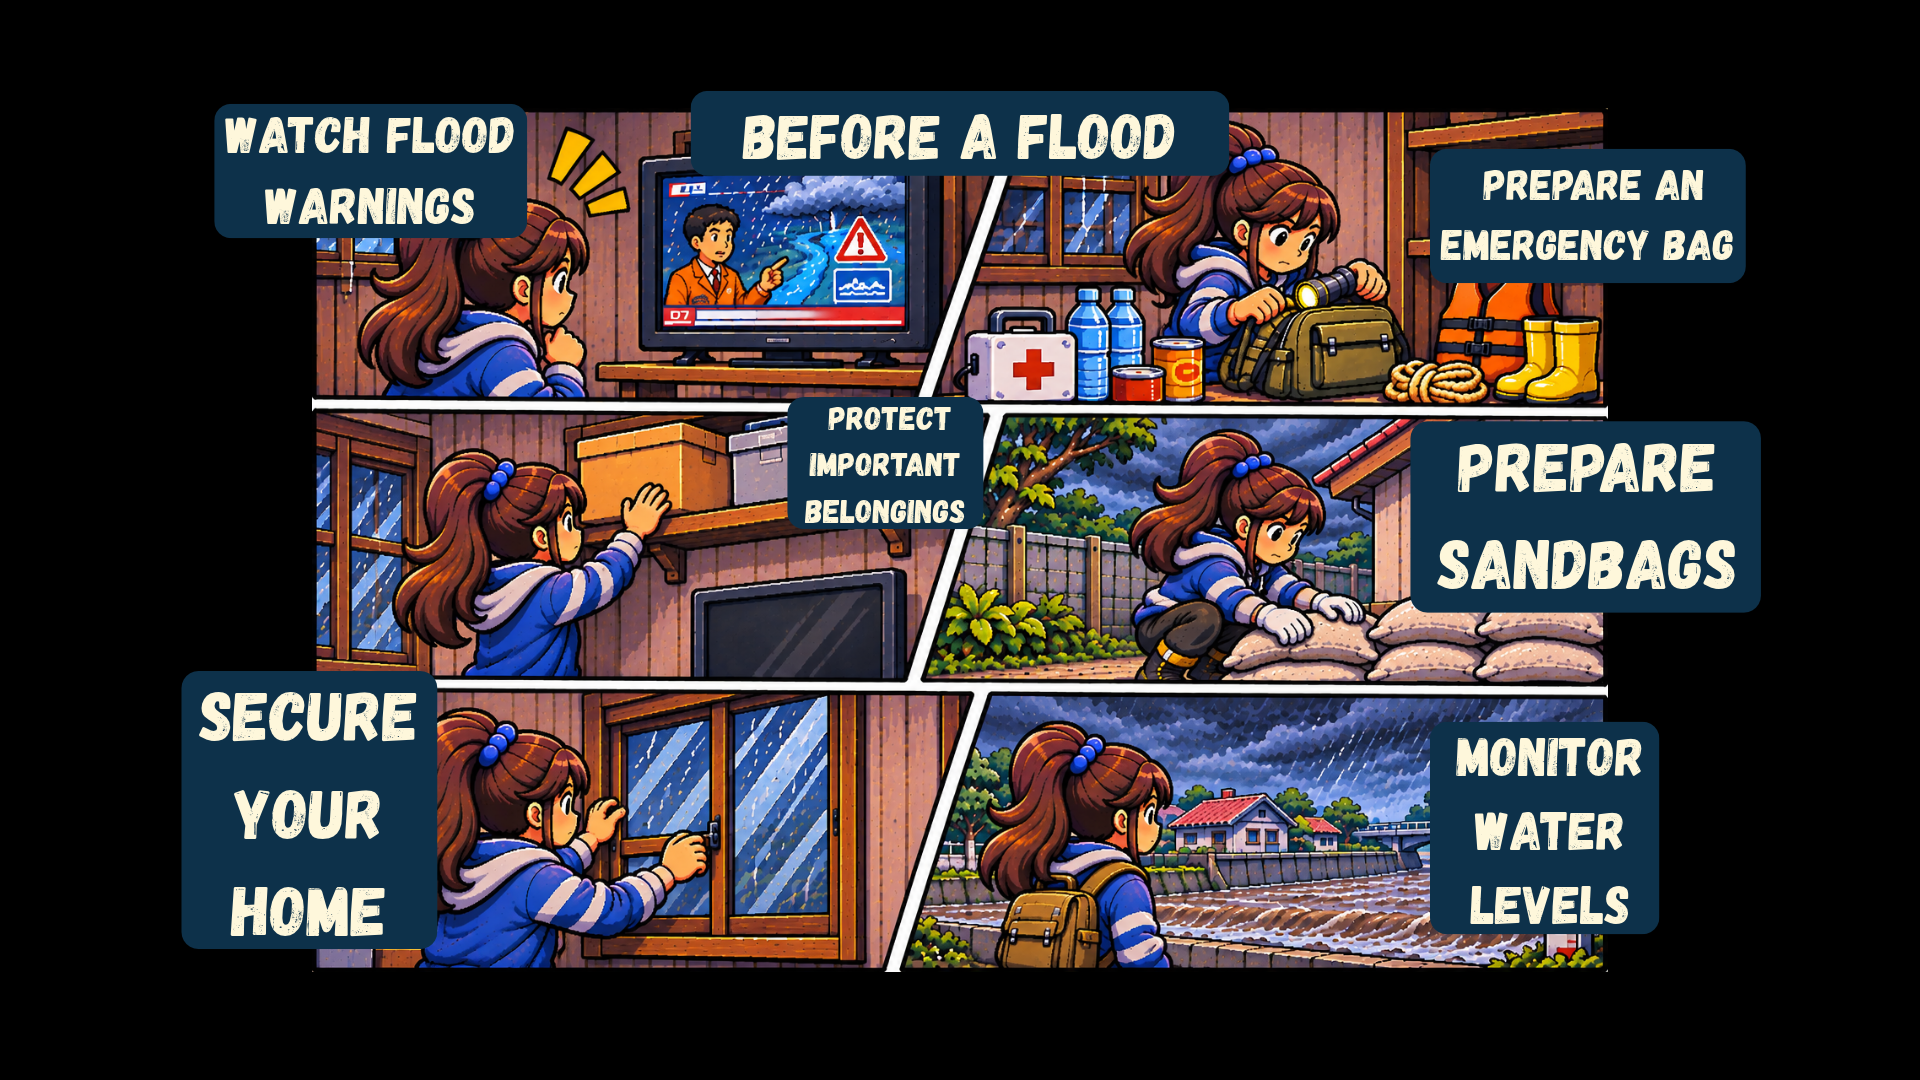 BEFORE A FLOOD
WATCH FLOOD
WARNINGS
PREPARE AN
EMERGENCY BAG
PROTECT
IMPORTANT
BELONGINGS
PREPARE
SANDBAGS
SECURE
YOUR
HOME
MONITOR
WATER
LEVELS